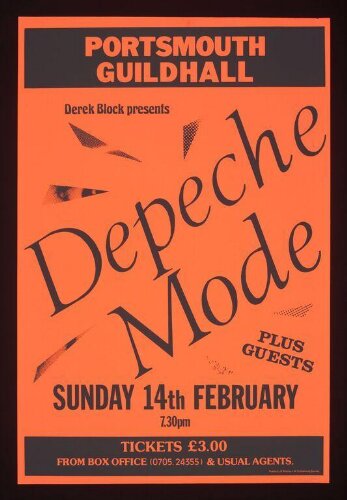 PORTSMOUTH
GUILDHALL
Derek Block presents
Depeche
Mode
PLUS
GUESTS
SUNDAY 14th FEBRUARY
7.30pm
TICKETS £3.00
FROM BOX OFFICE (0705 24355) & USUAL AGENTS.